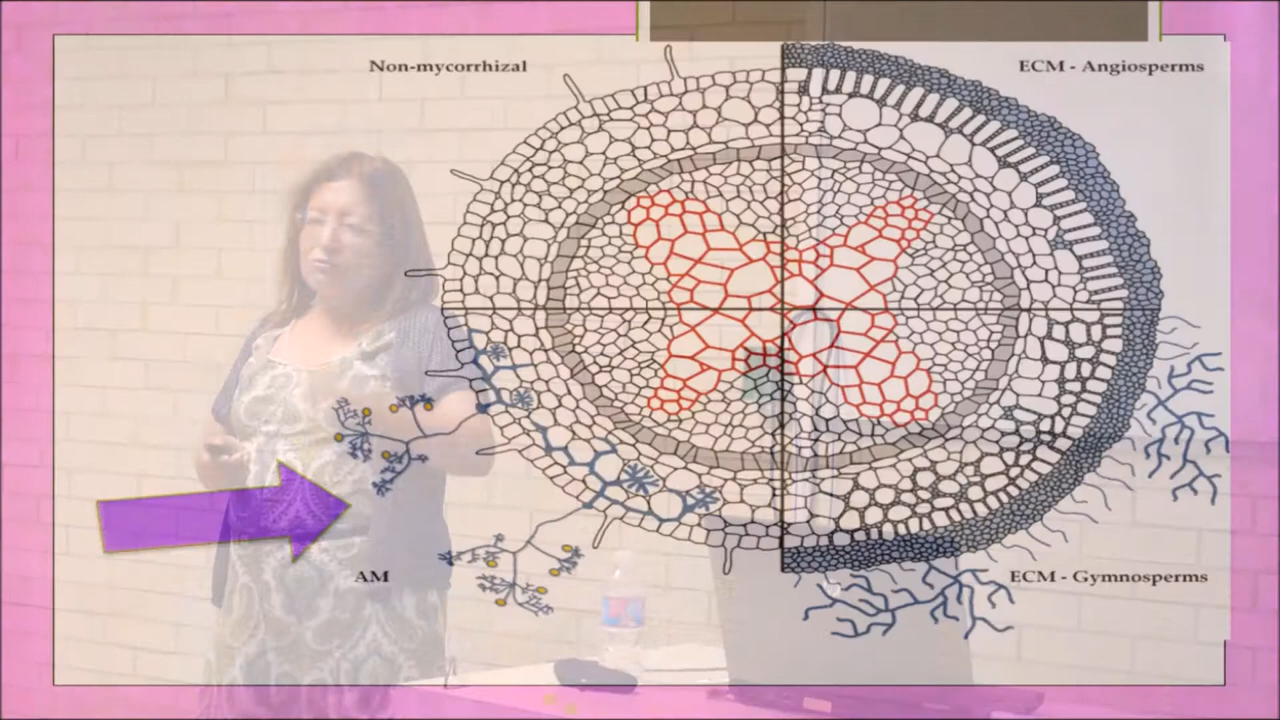 Non-mycorrhizal
ECM - Angiosperms
AM
ECM - Gymnosperms